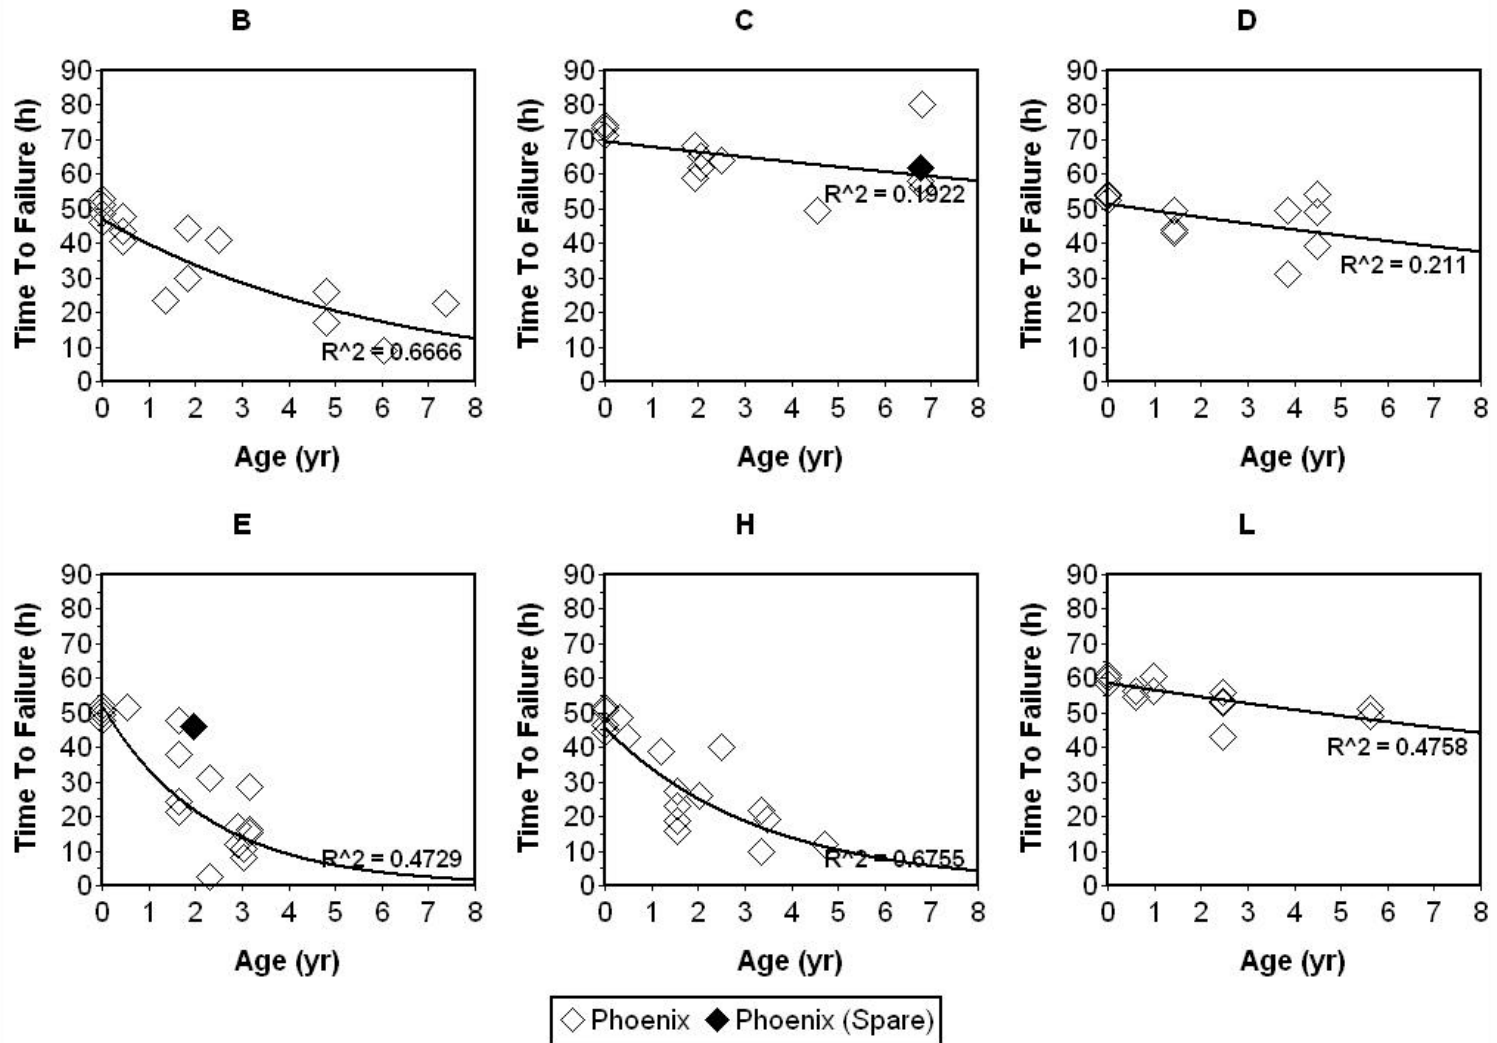 B
C
D
90
80
70
60
50
40
30
20
10
0
Time To Failure (h)
R^2 = 0.6666
0 1 2 3 4 5 6 7 8
Age (yr)
90
80
70
60
50
40
30
20
10
0
Time To Failure (h)
R^2 = 0.1922
0 1 2 3 4 5 6 7 8
Age (yr)
90
80
70
60
50
40
30
20
10
0
Time To Failure (h)
R^2 = 0.211
0 1 2 3 4 5 6 7 8
Age (yr)
E
H
L
90
80
70
60
50
40
30
20
10
0
Time To Failure (h)
R^2 = 0.4729
0 1 2 3 4 5 6 7 8
Age (yr)
90
80
70
60
50
40
30
20
10
0
Time To Failure (h)
R^2 = 0.6755
0 1 2 3 4 5 6 7 8
Age (yr)
90
80
70
60
50
40
30
20
10
0
Time To Failure (h)
R^2 = 0.4758
0 1 2 3 4 5 6 7 8
Age (yr)
Phoenix Phoenix (Spare)